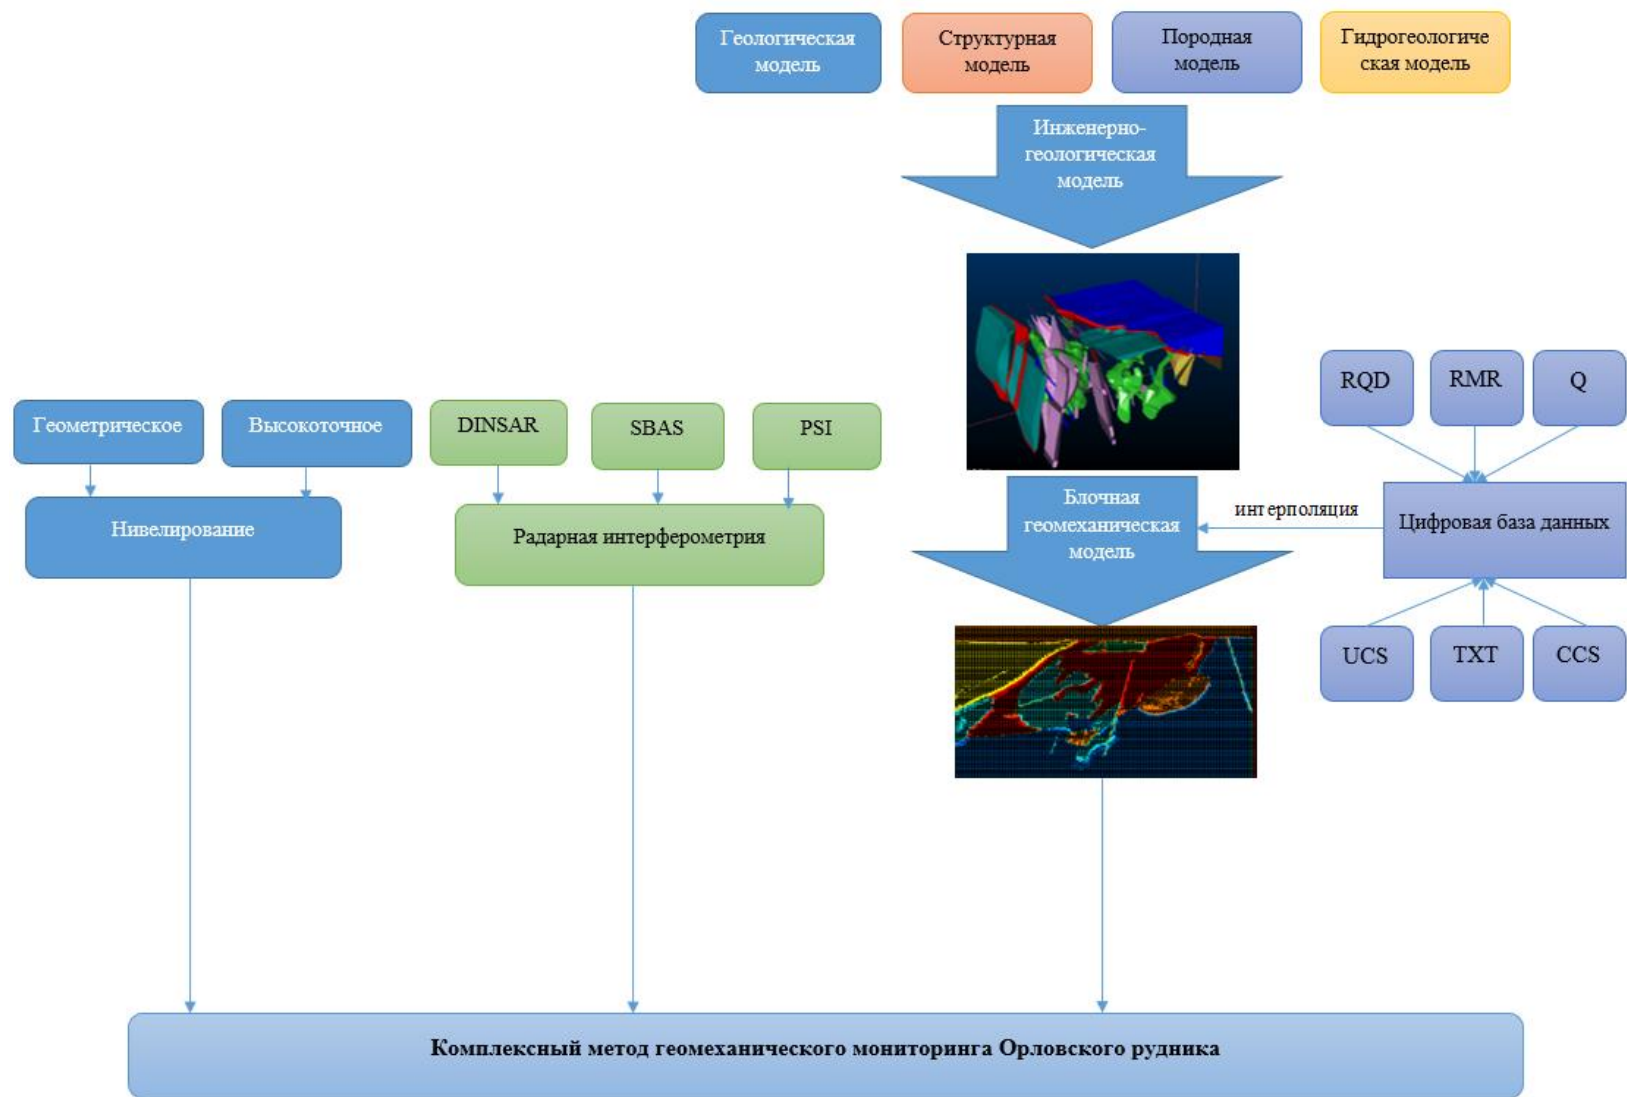 Геологическая
модель
Структурная
модель
Породная
модель
Гидрогеологиче
ская модель
Инженерно-
геологическая
модель
RQD
RMR
Q
Геометрическое
Высокоточное
DINSAR
SBAS
PSI
Нивелирование
Радарная интерферометрия
Блочная
геомеханическая
модель
интерполяция
Цифровая база данных
UCS
TXT
CCS
Комплексный метод геомеханического мониторинга Орловского рудника